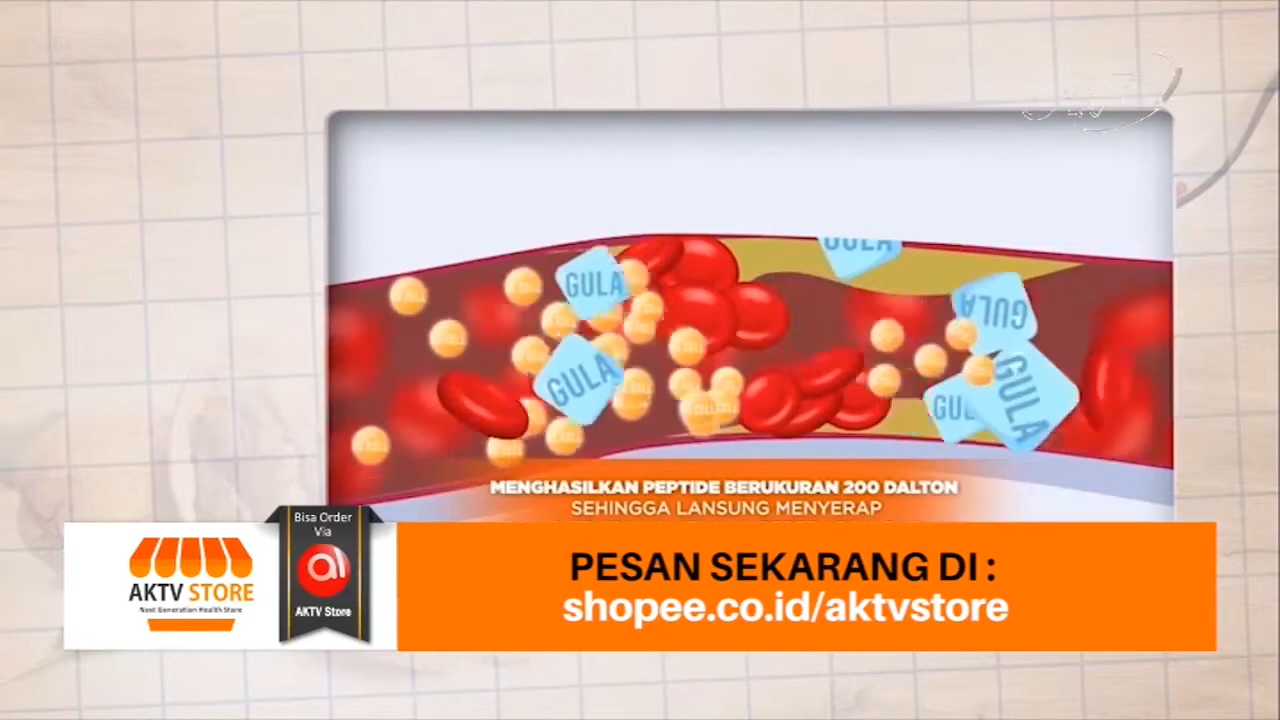 GULA
GULA
GULA
GULA
GULA
GUL
MENGHASILKAN PEPTIDE BERUKURAN 200 DALTON
SEHINGGA LANSUNG MENYERAP
Bisa Order
Via
AKTV Store
AKTV STORE
Next Generation Health Store
PESAN SEKARANG DI :
shopee.co.id/aktvstore